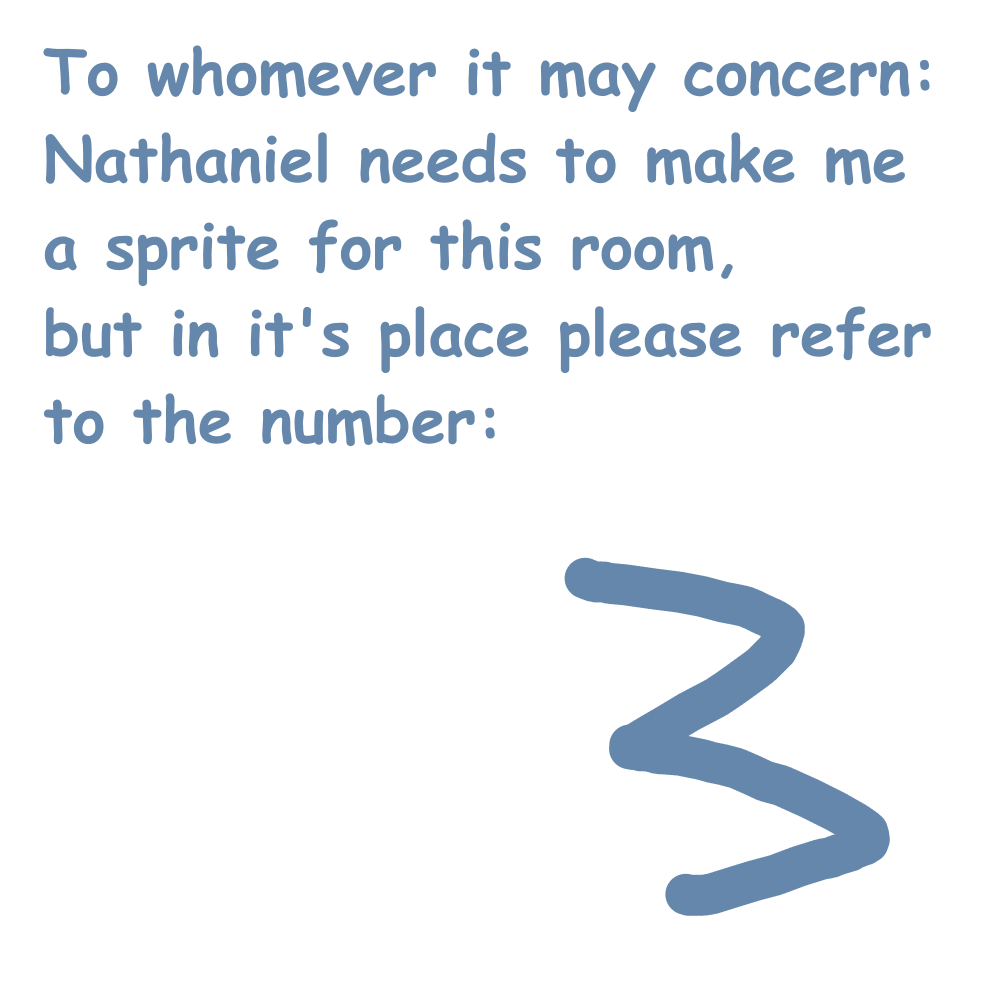 To whomever it may concern:
Nathaniel needs to make me
a sprite for this room,
but in it's place please refer
to the number:
3